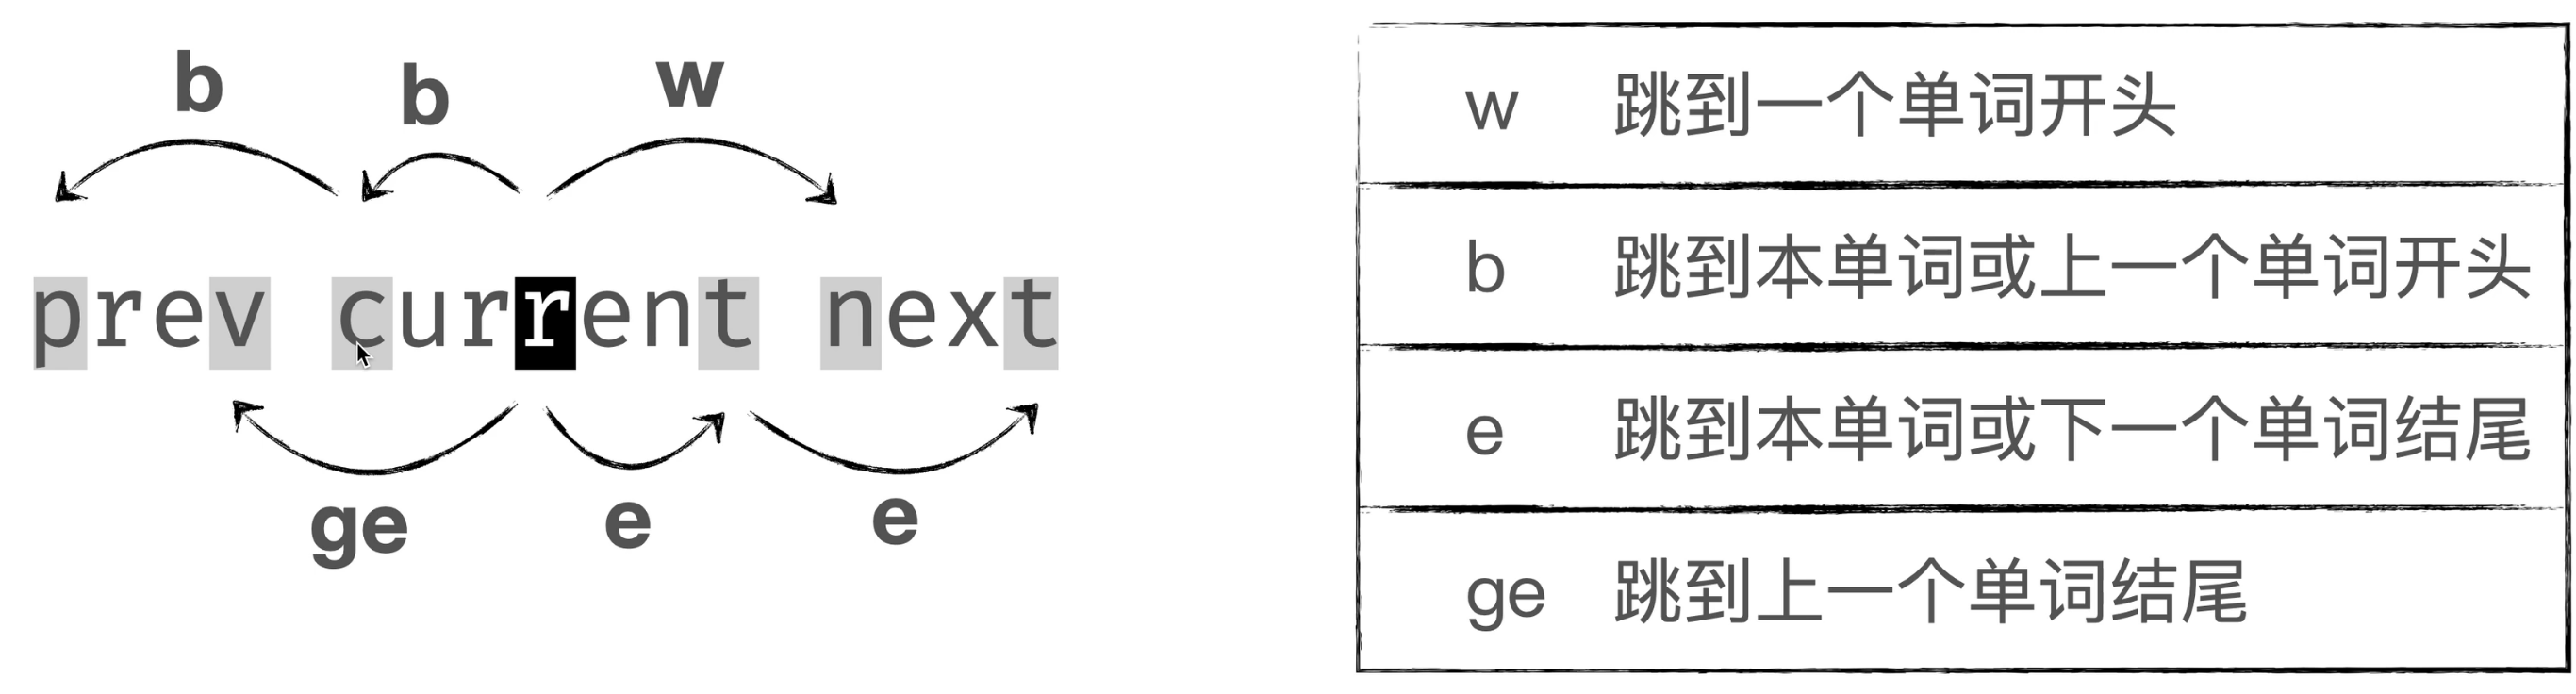 b b w
prev current next
ge e e
w 跳到一个单词开头
b 跳到本单词或上一个单词开头
e 跳到本单词或下一个单词结尾
ge 跳到上一个单词结尾